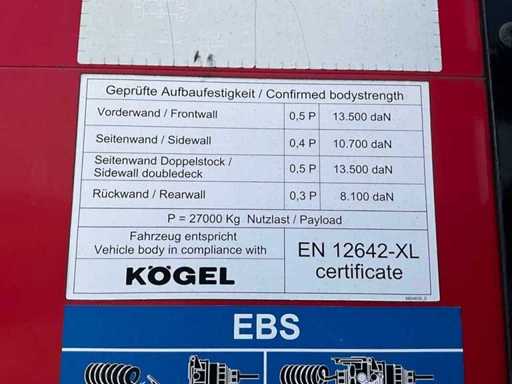 Geprüfte Aufbaufestigkeit / Confirmed bodystrength
Vorderwand / Frontwall 0,5 P 13.500 daN
Seitenwand / Sidewall 0,4 P 10.700 daN
Seitenwand Doppelstock / Sidewall doubledeck 0,5 P 13.500 daN
Rückwand / Rearwall 0,3 P 8.100 daN
P = 27000 Kg Nutzlast / Payload
Fahrzeug entspricht
Vehicle body in compliance with
KÖGEL
EN 12642-XL
certificate
EBS